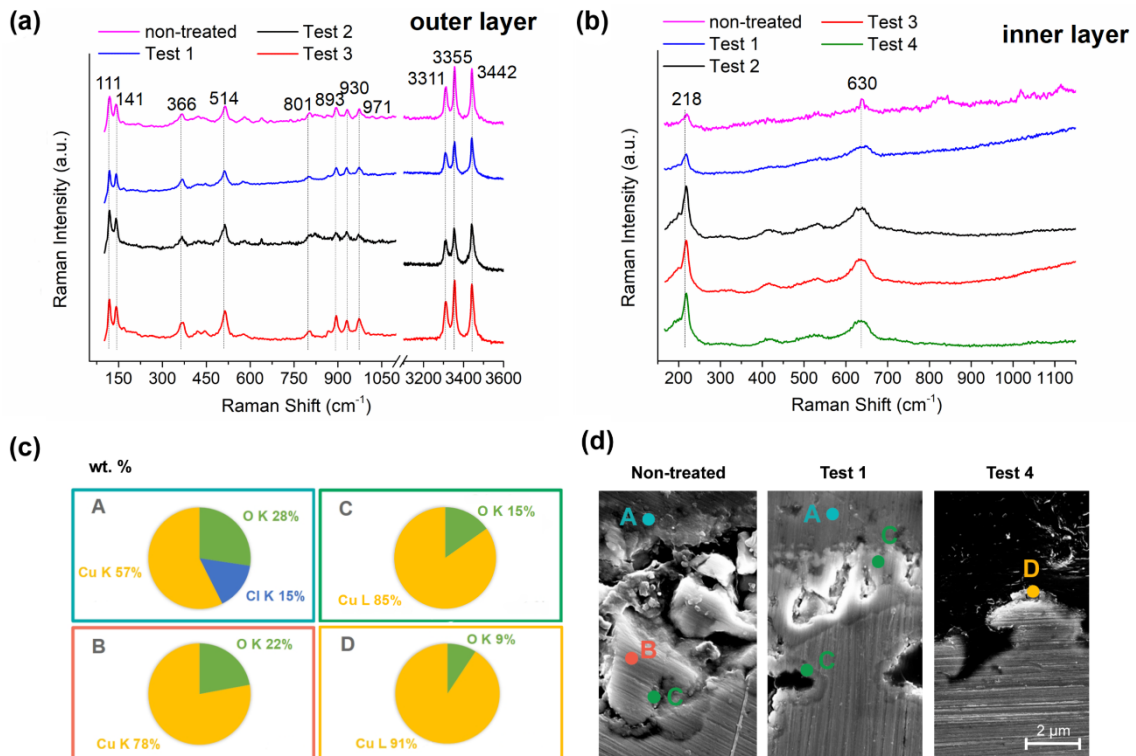 (a)
outer layer
non-treated
Test 1
Test 2
Test 3
111
141
366
514
801
893
930
971
3311
3355
3442
Raman Intensity (a.u.)
150 300 450 600 750 900 1050 3200 3400 3600
Raman Shift (cm⁻¹)
(b)
inner layer
non-treated
Test 1
Test 2
Test 3
Test 4
218
630
Raman Intensity (a.u.)
200 300 400 500 600 700 800 900 1000 1100
Raman Shift (cm⁻¹)
(c)
wt. %
A
O K 28%
Cu K 57%
Cl K 15%
C
O K 15%
Cu L 85%
B
O K 22%
Cu K 78%
D
O K 9%
Cu L 91%
(d)
Non-treated
Test 1
Test 4
A
B
C
A
C
C
D
2 µm